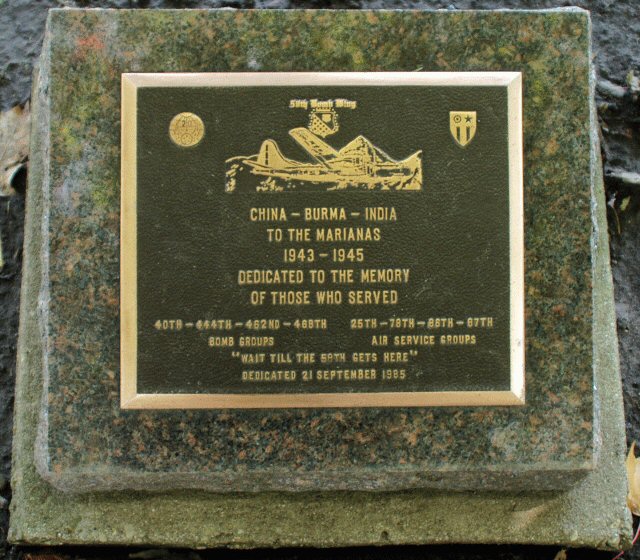 58th Bomb Wing
CHINA – BURMA – INDIA
TO THE MARIANAS
1943 – 1945
DEDICATED TO THE MEMORY
OF THOSE WHO SERVED
40TH – 444TH – 462ND – 468TH 25TH – 78TH – 86TH – 87TH
BOMB GROUPS AIR SERVICE GROUPS
"WAIT TILL THE 58TH GETS HERE"
DEDICATED 21 SEPTEMBER 1985